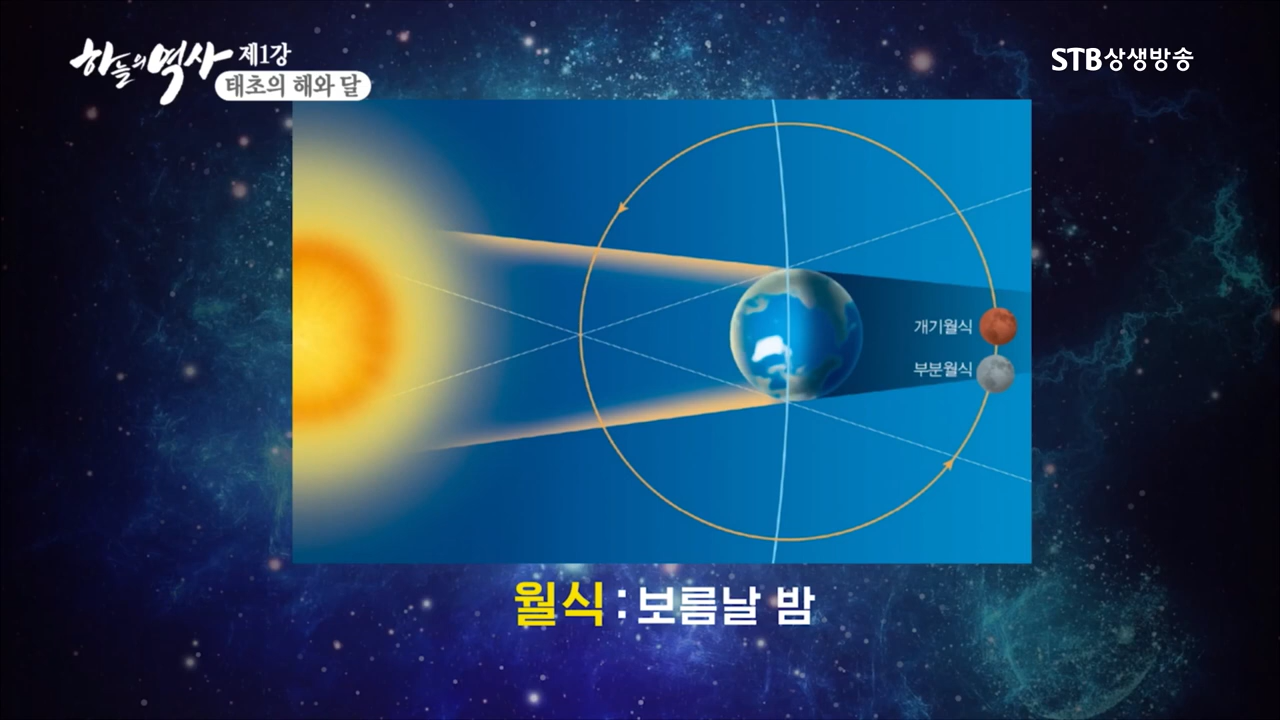 하늘의 역사 제1강
태초의 해와 달
STB상생방송
개기월식
부분월식
월식 : 보름날 밤